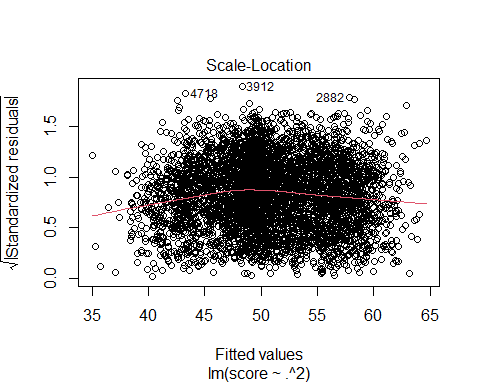 Scale-Location
4718
3912
2882
√|Standardized residuals|
0.0 0.5 1.0 1.5
35 40 45 50 55 60 65
Fitted values
lm(score ~ .^2)